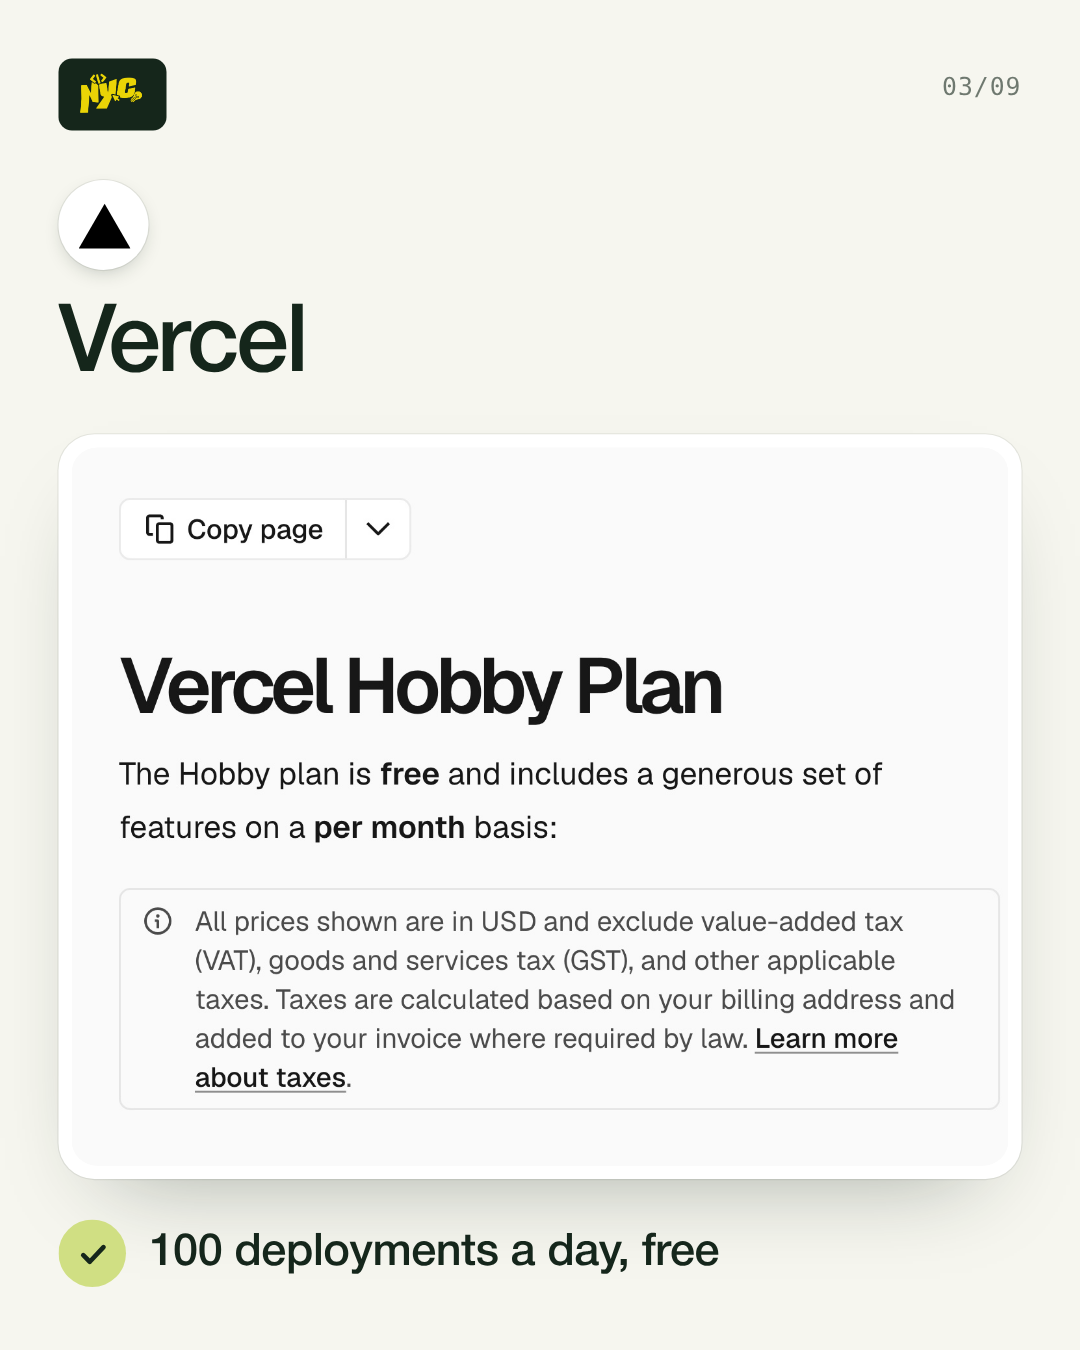 NYC
03/09
Vercel
Copy page
Vercel Hobby Plan
The Hobby plan is free and includes a generous set of
features on a per month basis:
All prices shown are in USD and exclude value-added tax
(VAT), goods and services tax (GST), and other applicable
taxes. Taxes are calculated based on your billing address and
added to your invoice where required by law. Learn more
about taxes.
100 deployments a day, free